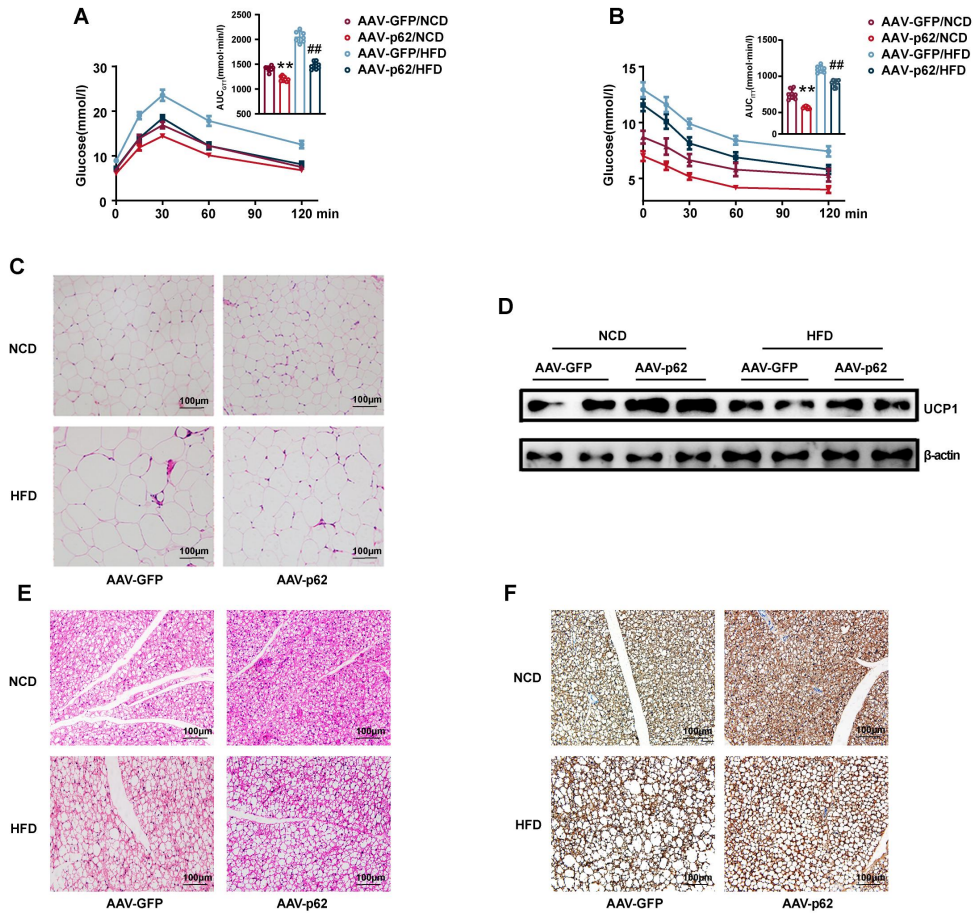 A
Glucose(mmol/l)
30
20
10
0
0 30 60 90 120 min
AUC GTT(mmol·min/l)
2500
2000
1500
1000
500
**
##
AAV-GFP/NCD
AAV-p62/NCD
AAV-GFP/HFD
AAV-p62/HFD
B
Glucose(mmol/l)
15
10
5
0 30 60 90 120 min
AUC ITT(mmol·min/l)
1500
1000
500
0
**
##
AAV-GFP/NCD
AAV-p62/NCD
AAV-GFP/HFD
AAV-p62/HFD
C
NCD
100μm
100μm
HFD
100μm
100μm
AAV-GFP AAV-p62
D
NCD HFD
AAV-GFP AAV-p62 AAV-GFP AAV-p62
UCP1
β-actin
E
NCD
100μm
100μm
HFD
100μm
100μm
AAV-GFP AAV-p62
F
NCD
100μm
100μm
HFD
100μm
100μm
AAV-GFP AAV-p62